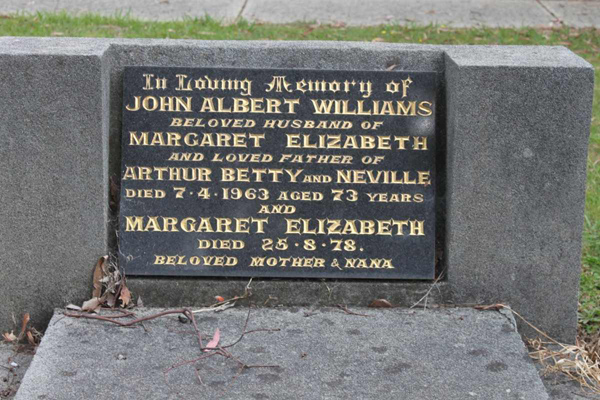 In Loving Memory of
JOHN ALBERT WILLIAMS
BELOVED HUSBAND OF
MARGARET ELIZABETH
AND LOVED FATHER OF
ARTHUR BETTY AND NEVILLE
DIED 7·4·1963 AGED 73 YEARS
AND
MARGARET ELIZABETH
DIED 25·8·78.
BELOVED MOTHER & NANA